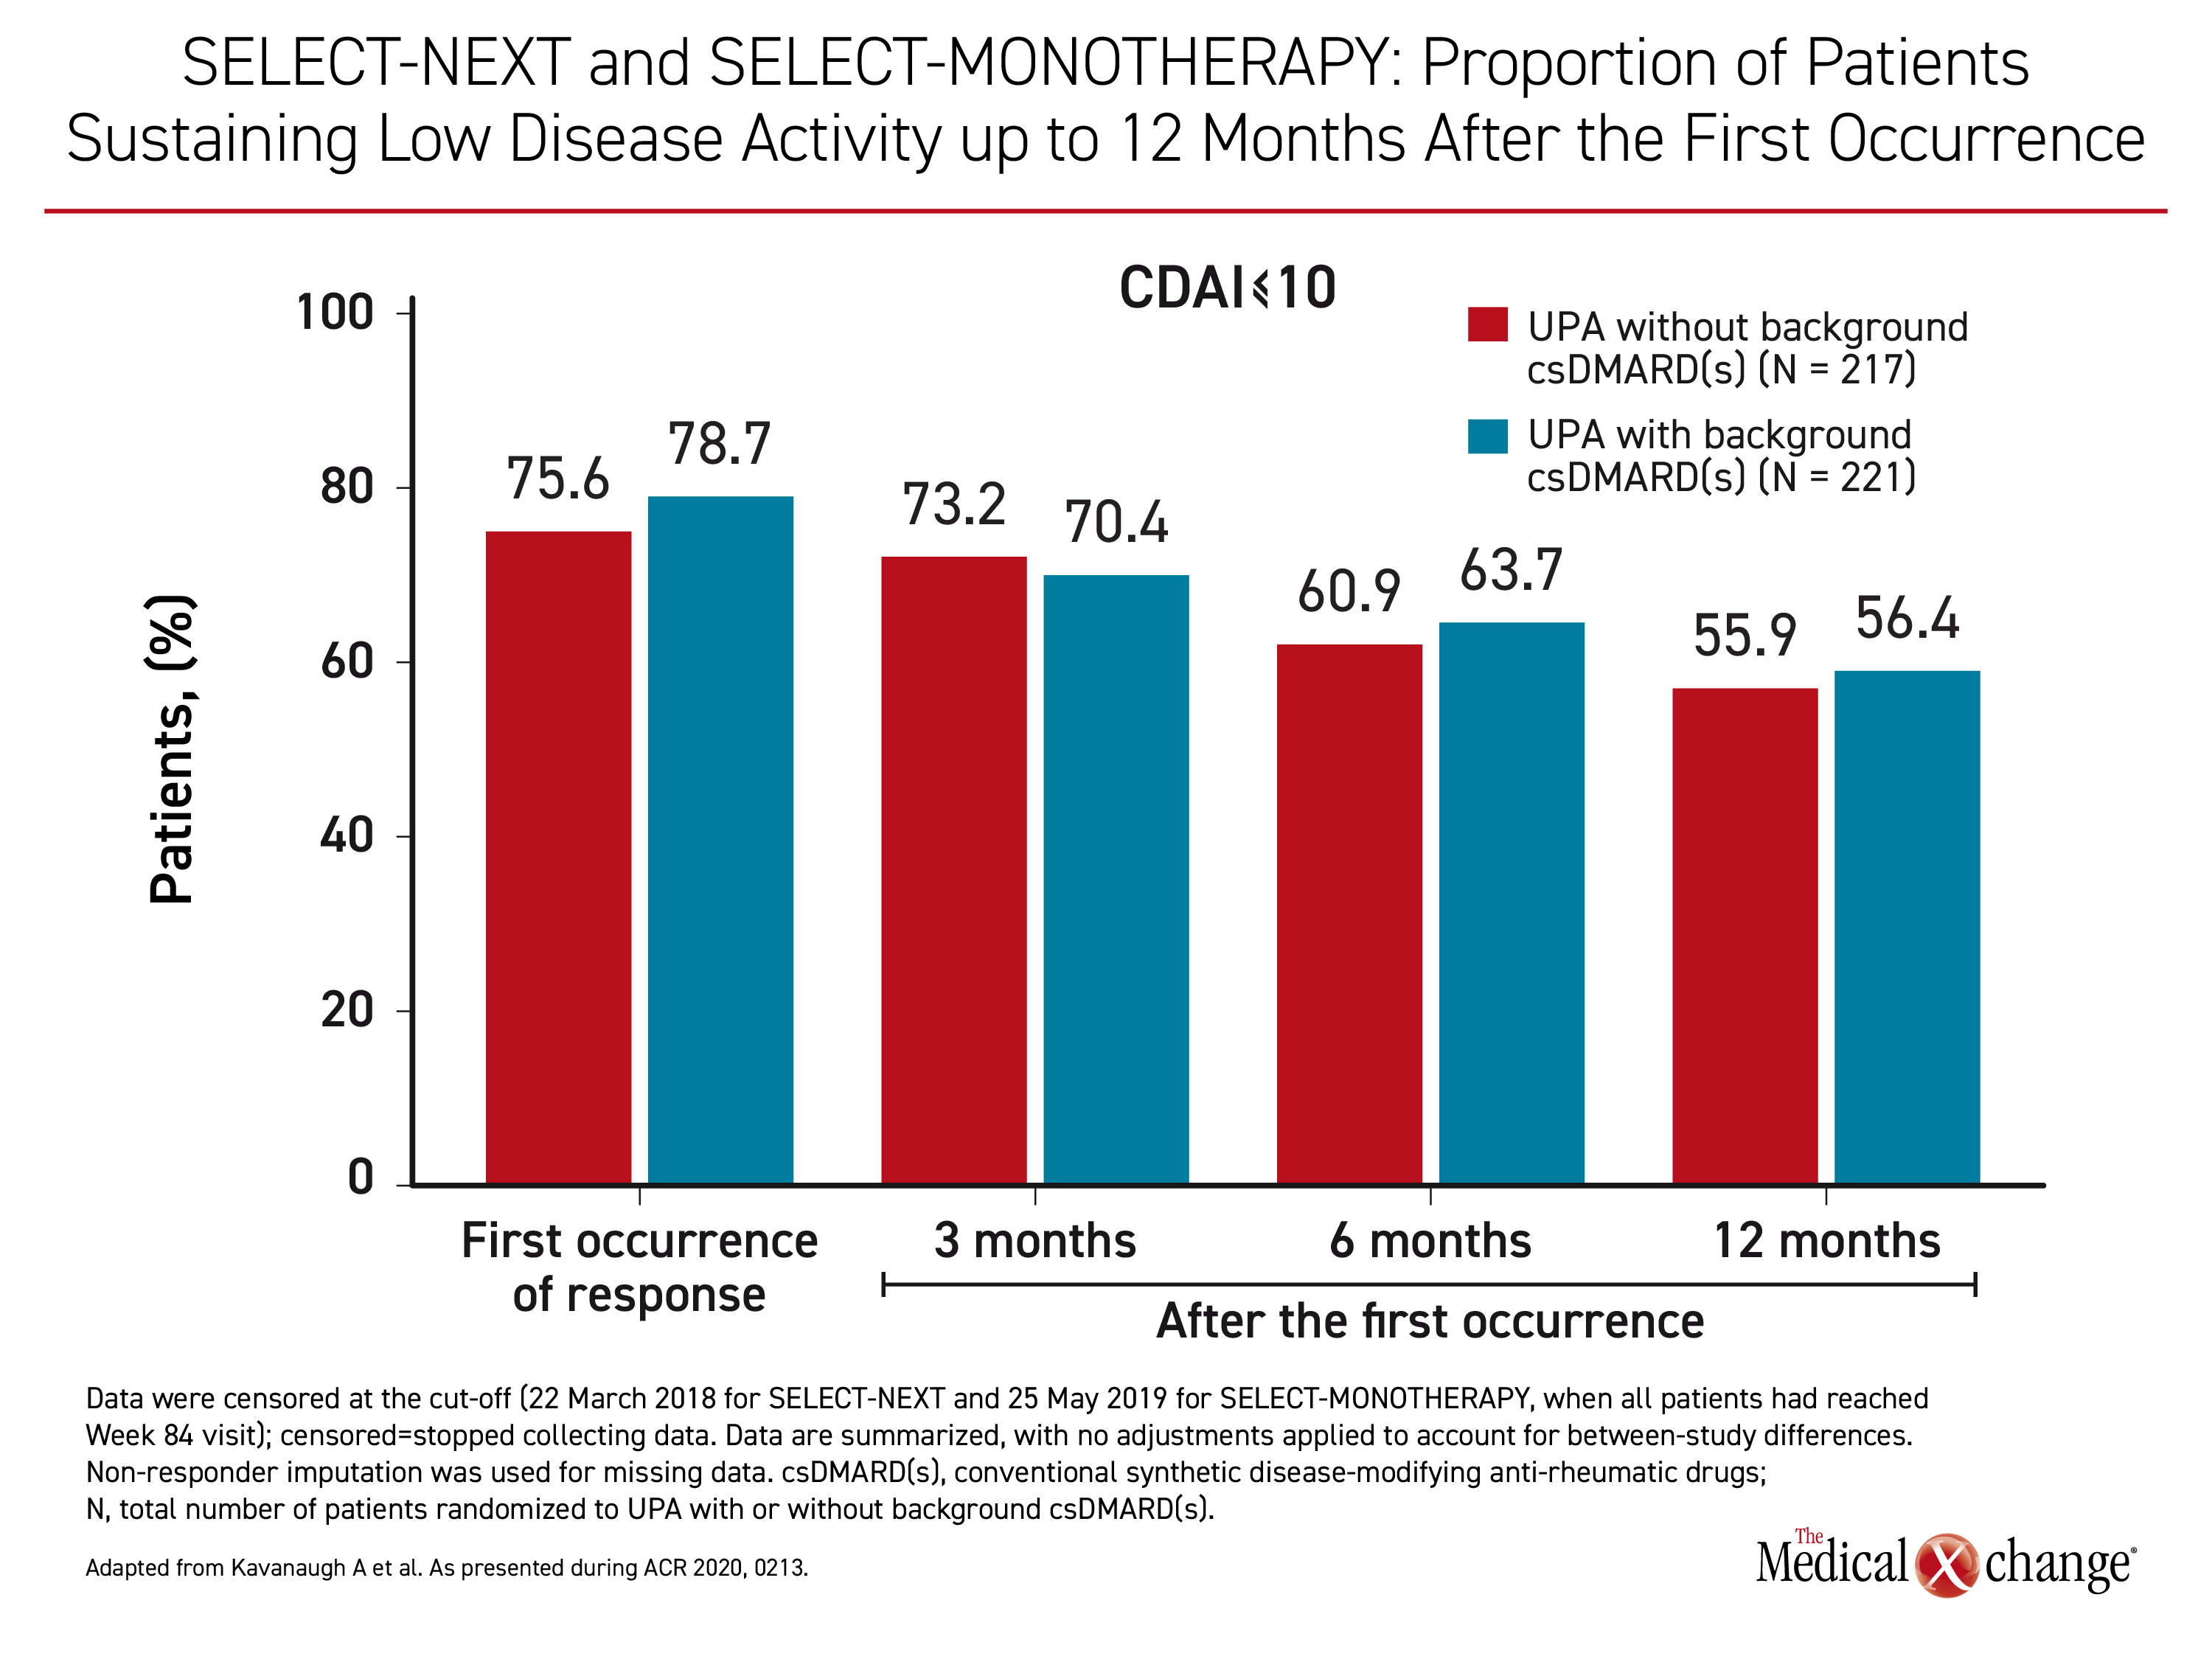 SELECT-NEXT and SELECT-MONOTHERAPY: Proportion of Patients
Sustaining Low Disease Activity up to 12 Months After the First Occurrence
CDAI⩽10
UPA without background
csDMARD(s) (N = 217)
UPA with background
csDMARD(s) (N = 221)
Patients, (%)
100
80
60
40
20
0
75.6
78.7
73.2
70.4
60.9
63.7
55.9
56.4
First occurrence
of response
3 months
6 months
12 months
After the first occurrence
Data were censored at the cut-off (22 March 2018 for SELECT-NEXT and 25 May 2019 for SELECT-MONOTHERAPY, when all patients had reached
Week 84 visit); censored=stopped collecting data. Data are summarized, with no adjustments applied to account for between-study differences.
Non-responder imputation was used for missing data. csDMARD(s), conventional synthetic disease-modifying anti-rheumatic drugs;
N, total number of patients randomized to UPA with or without background csDMARD(s).
Adapted from Kavanaugh A et al. As presented during ACR 2020, 0213.
The
Medical X change®